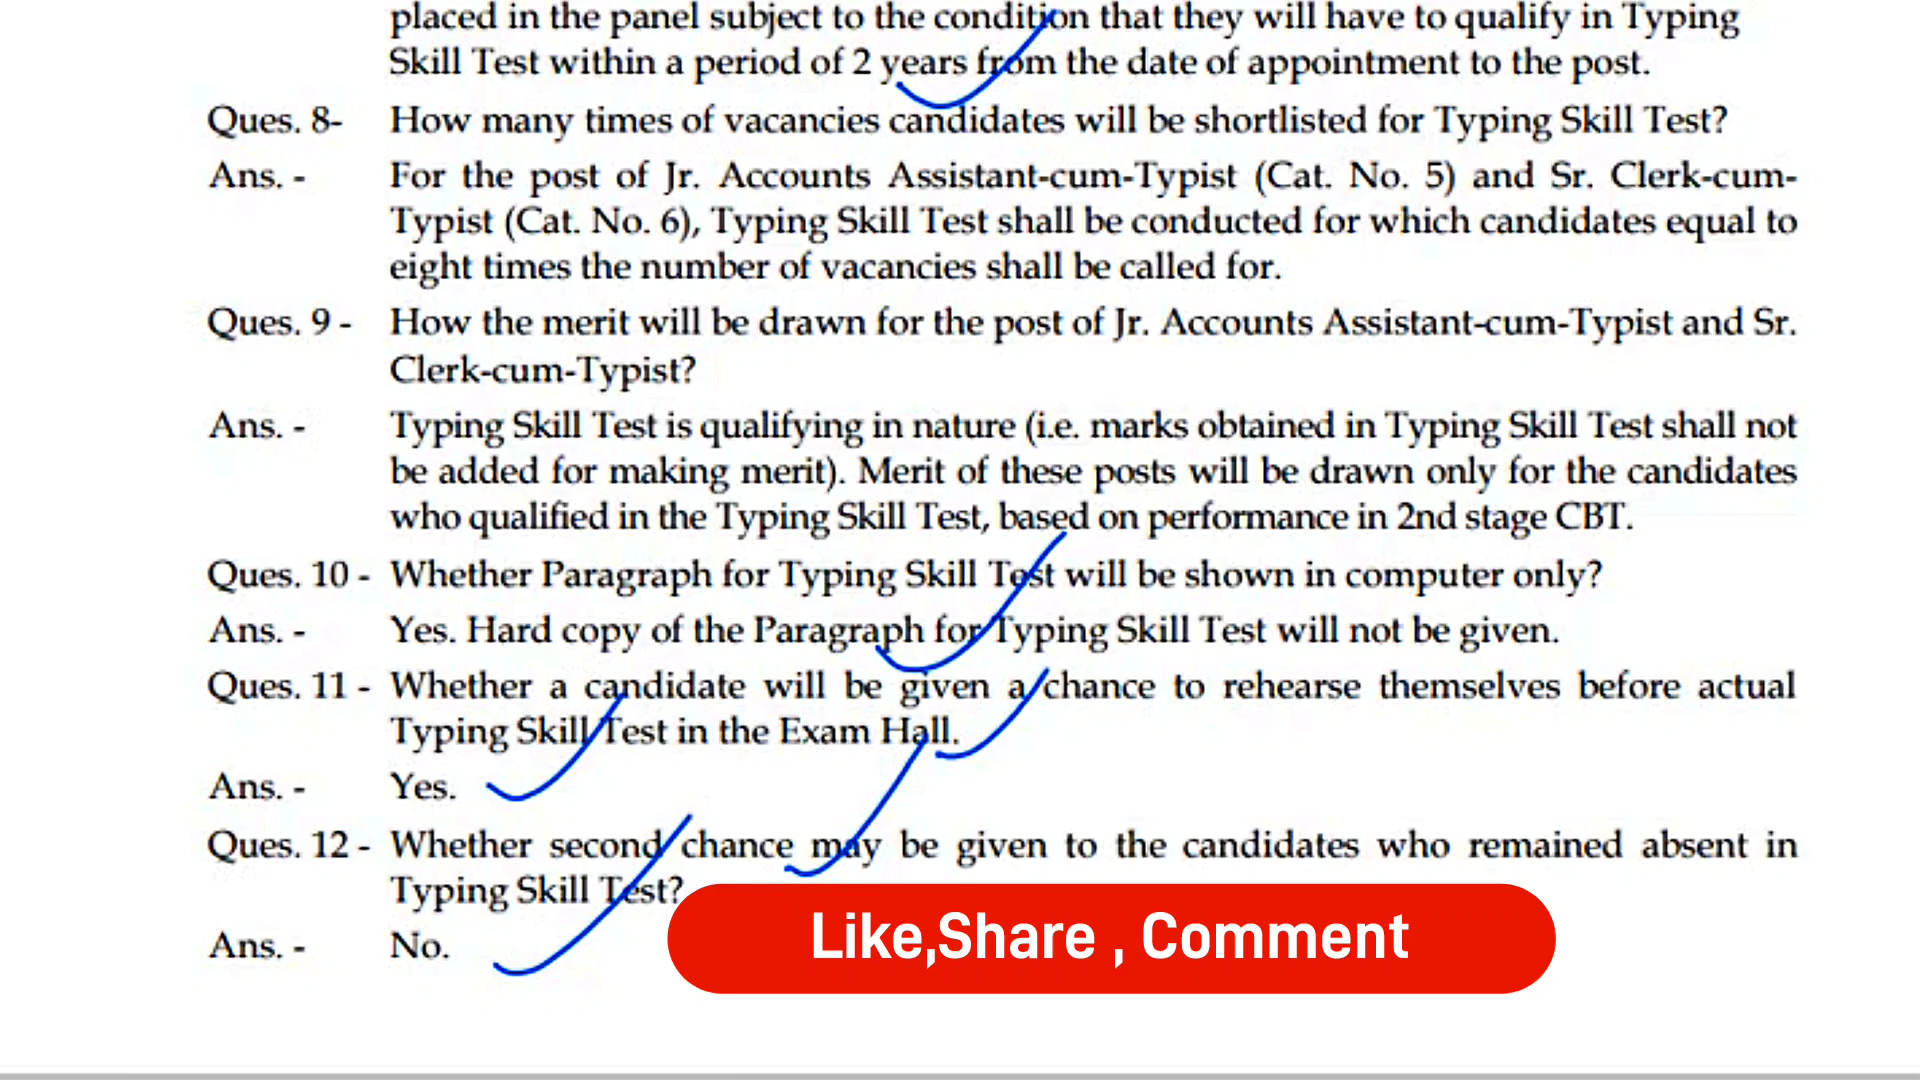 placed in the panel subject to the condition that they will have to qualify in Typing
Skill Test within a period of 2 years from the date of appointment to the post.
Ques. 8- How many times of vacancies candidates will be shortlisted for Typing Skill Test?
Ans. - For the post of Jr. Accounts Assistant-cum-Typist (Cat. No. 5) and Sr. Clerk-cum-
Typist (Cat. No. 6), Typing Skill Test shall be conducted for which candidates equal to
eight times the number of vacancies shall be called for.
Ques. 9 - How the merit will be drawn for the post of Jr. Accounts Assistant-cum-Typist and Sr.
Clerk-cum-Typist?
Ans. - Typing Skill Test is qualifying in nature (i.e. marks obtained in Typing Skill Test shall not
be added for making merit). Merit of these posts will be drawn only for the candidates
who qualified in the Typing Skill Test, based on performance in 2nd stage CBT.
Ques. 10 - Whether Paragraph for Typing Skill Test will be shown in computer only?
Ans. - Yes. Hard copy of the Paragraph for Typing Skill Test will not be given.
Ques. 11 - Whether a candidate will be given a chance to rehearse themselves before actual
Typing Skill Test in the Exam Hall.
Ans. - Yes.
Ques. 12 - Whether second chance may be given to the candidates who remained absent in
Typing Skill Test?
Ans. - No.
Like,Share , Comment